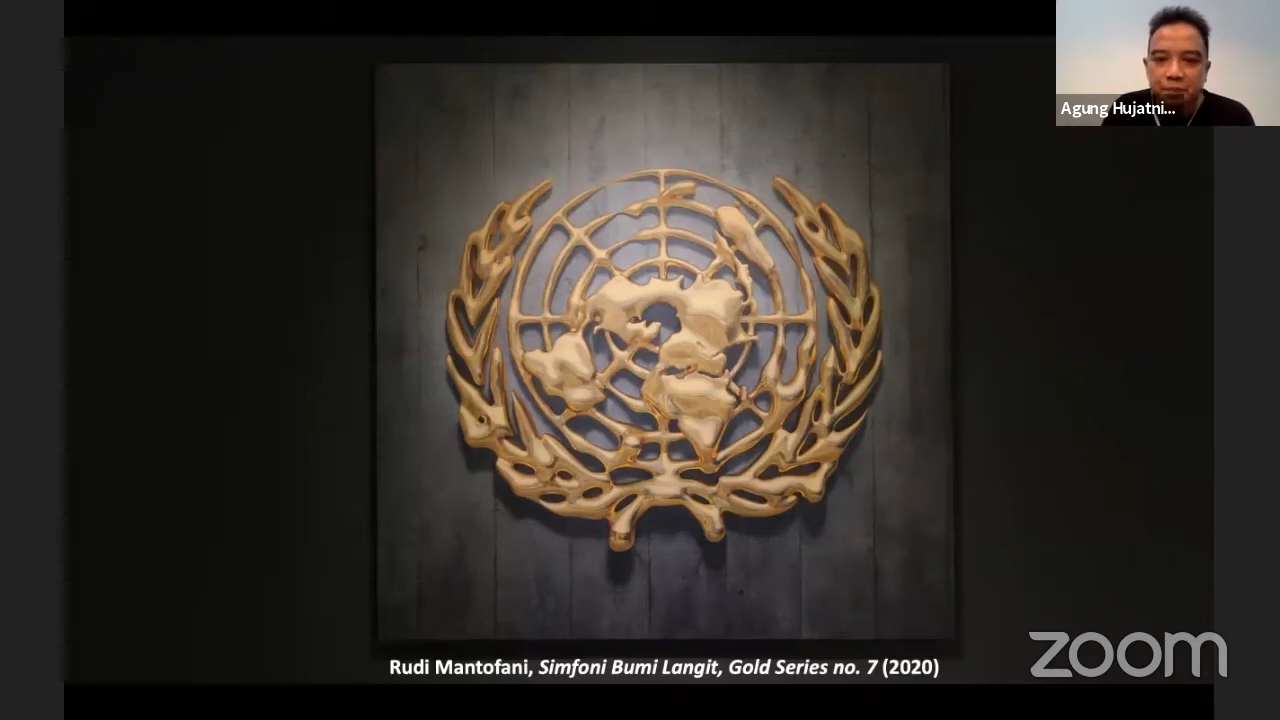 Agung Hujatni...
Rudi Mantofani, Simfoni Bumi Langit, Gold Series no. 7 (2020)
zoom